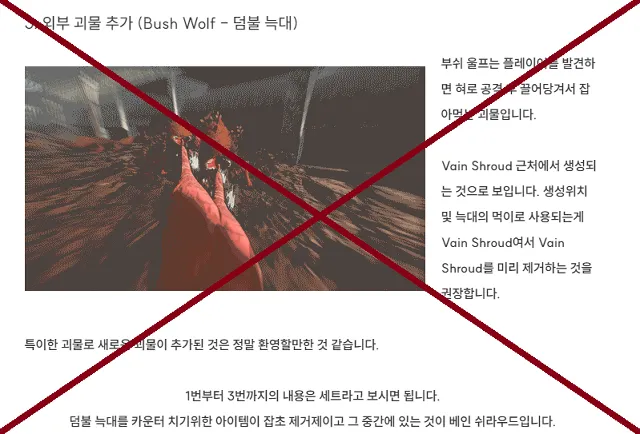 3. 외부 괴물 추가 (Bush Wolf - 덤불 늑대)
부쉬 울프는 플레이어를 발견하
면 혀로 공격 후 끌어당겨서 잡
아먹는 괴물입니다.
Vain Shroud 근처에서 생성되
는 것으로 보입니다. 생성위치
및 늑대의 먹이로 사용되는게
Vain Shroud여서 Vain
Shroud를 미리 제거하는 것을
권장합니다.
특이한 괴물로 새로운 괴물이 추가된 것은 정말 환영할만한 것 같습니다.
1번부터 3번까지의 내용은 세트라고 보시면 됩니다.
덤불 늑대를 카운터 치기위한 아이템이 잡초 제거제이고 그 중간에 있는 것이 베인 쉬라우드입니다.